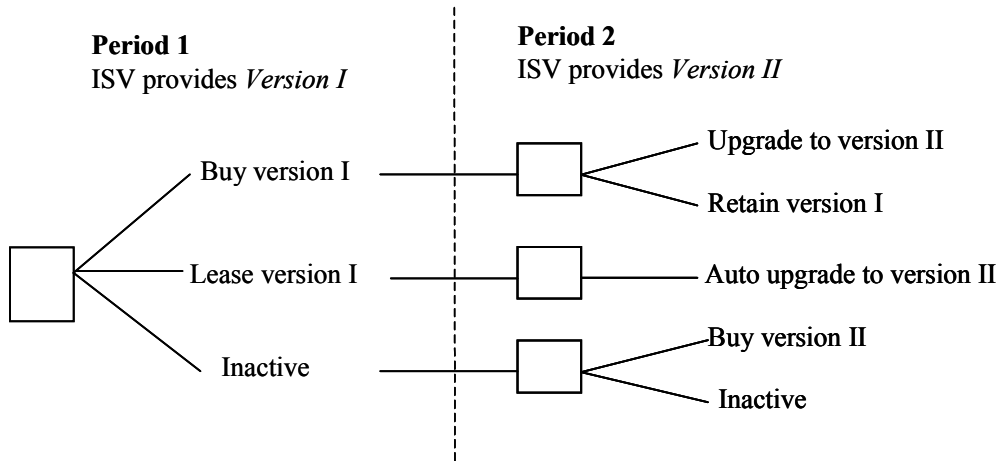 Period 1
ISV provides Version I
Period 2
ISV provides Version II
Buy version I
Upgrade to version II
Retain version I
Lease version I
Auto upgrade to version II
Inactive
Buy version II
Inactive